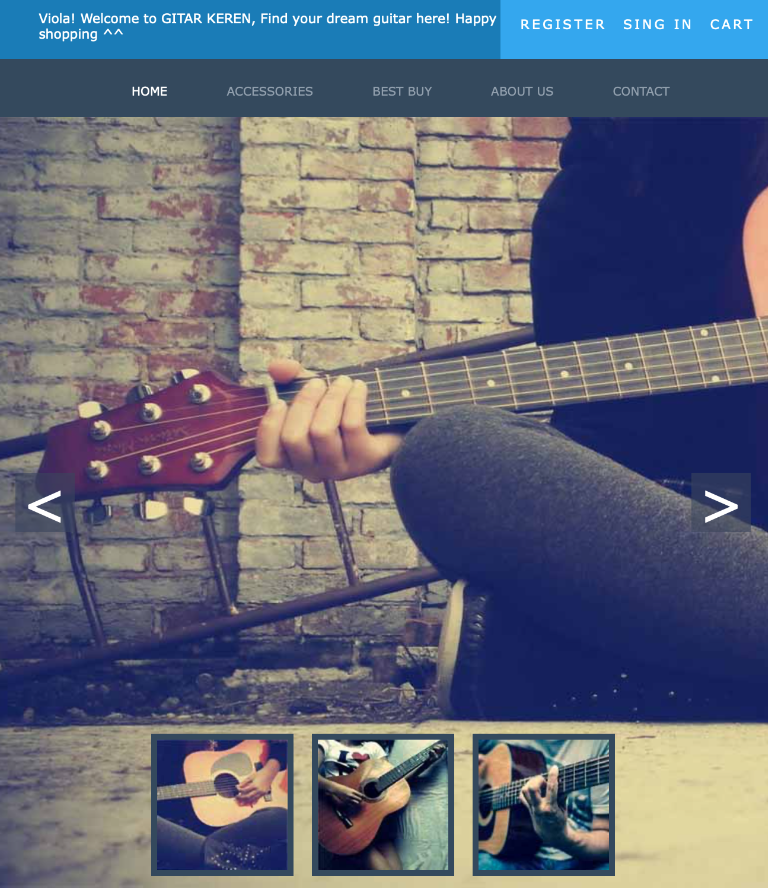 Viola! Welcome to GITAR KEREN, Find your dream guitar here! Happy
shopping ^^
REGISTER SING IN CART
HOME ACCESSORIES BEST BUY ABOUT US CONTACT
< >